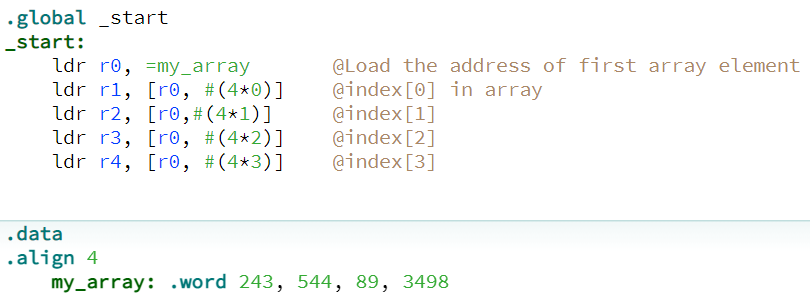 .global _start
_start:
    ldr r0, =my_array       @Load the address of first array element
    ldr r1, [r0, #(4*0)]    @index[0] in array
    ldr r2, [r0,#(4*1)]     @index[1]
    ldr r3, [r0, #(4*2)]    @index[2]
    ldr r4, [r0, #(4*3)]    @index[3]
.data
.align 4
    my_array: .word 243, 544, 89, 3498